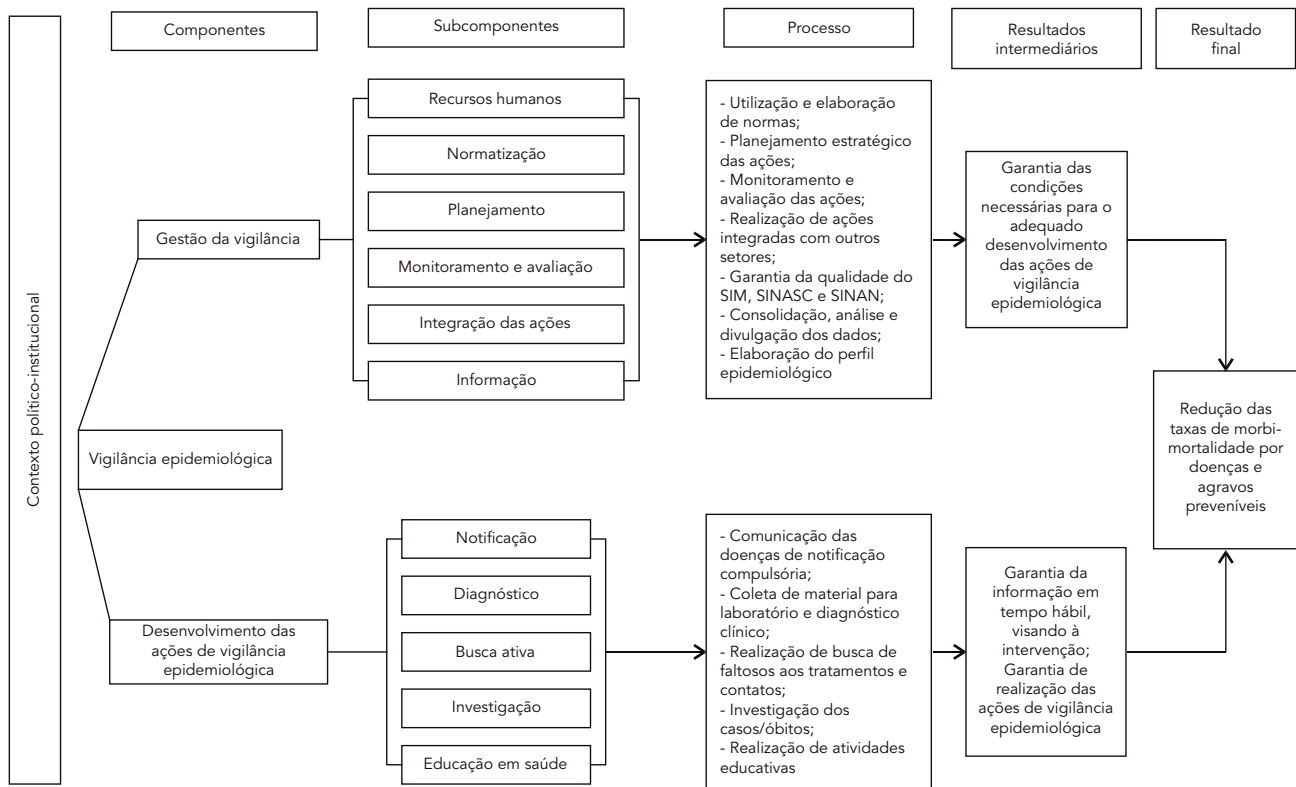 Contexto político-institucional
Componentes
Subcomponentes
Processo
Resultados
intermediários
Resultado
final
Vigilância epidemiológica
Gestão da vigilância
Recursos humanos
Normatização
Planejamento
Monitoramento e avaliação
Integração das ações
Informação
- Utilização e elaboração
de normas;
- Planejamento estratégico
das ações;
- Monitoramento e
avaliação das ações;
- Realização de ações
integradas com outros
setores;
- Garantia da qualidade do
SIM, SINASC e SINAN;
- Consolidação, análise e
divulgação dos dados;
- Elaboração do perfil
epidemiológico
Garantia das
condições
necessárias para o
adequado
desenvolvimento
das ações de
vigilância
epidemiológica
Desenvolvimento das
ações de vigilância
epidemiológica
Notificação
Diagnóstico
Busca ativa
Investigação
Educação em saúde
- Comunicação das
doenças de notificação
compulsória;
- Coleta de material para
laboratório e diagnóstico
clínico;
- Realização de busca de
faltosos aos tratamentos e
contatos;
- Investigação dos
casos/óbitos;
- Realização de atividades
educativas
Garantia da
informação em
tempo hábil,
visando à
intervenção;
Garantia de
realização das
ações de vigilância
epidemiológica
Redução das
taxas de morbi-
mortalidade por
doenças e
agravos
preveníveis